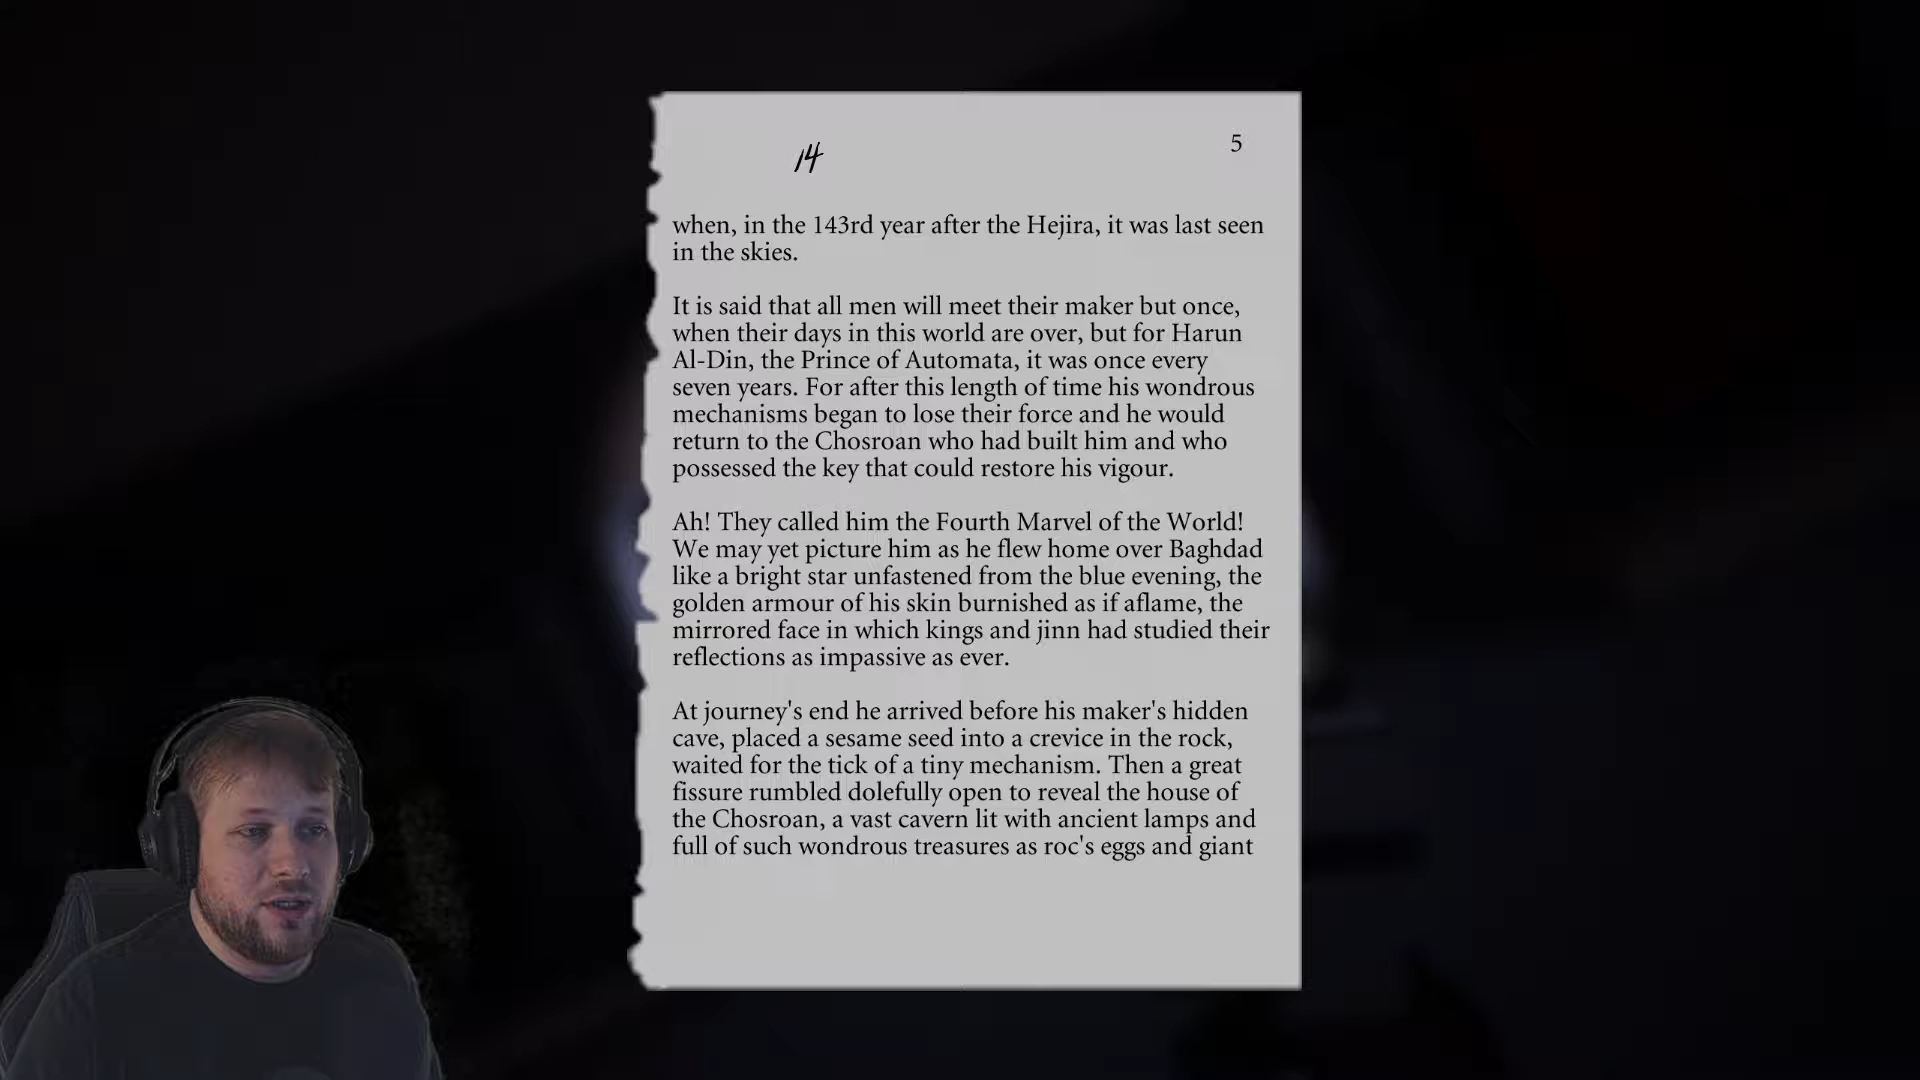 14
5
when, in the 143rd year after the Hejira, it was last seen
in the skies.
It is said that all men will meet their maker but once,
when their days in this world are over, but for Harun
Al-Din, the Prince of Automata, it was once every
seven years. For after this length of time his wondrous
mechanisms began to lose their force and he would
return to the Chosroan who had built him and who
possessed the key that could restore his vigour.
Ah! They called him the Fourth Marvel of the World!
We may yet picture him as he flew home over Baghdad
like a bright star unfastened from the blue evening, the
golden armour of his skin burnished as if aflame, the
mirrored face in which kings and jinn had studied their
reflections as impassive as ever.
At journey's end he arrived before his maker's hidden
cave, placed a sesame seed into a crevice in the rock,
waited for the tick of a tiny mechanism. Then a great
fissure rumbled dolefully open to reveal the house of
the Chosroan, a vast cavern lit with ancient lamps and
full of such wondrous treasures as roc's eggs and giant